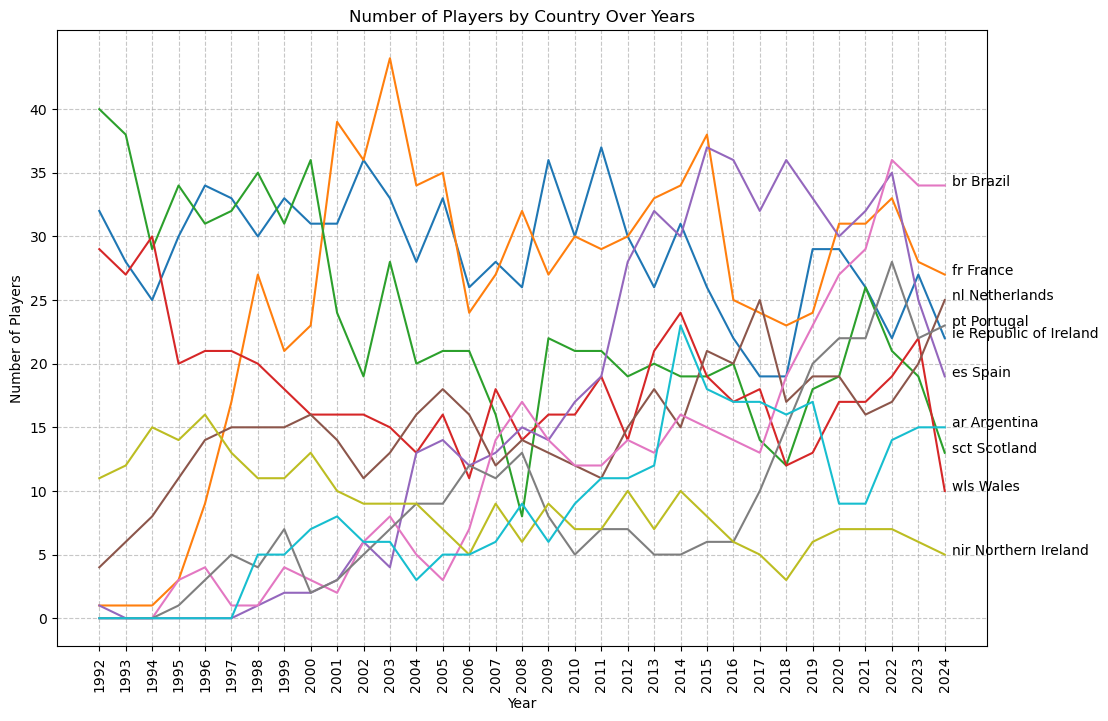 Number of Players by Country Over Years
Number of Players
40
35
30
25
20
15
10
5
0
br Brazil
fr France
nl Netherlands
pt Portugal
ie Republic of Ireland
es Spain
ar Argentina
sct Scotland
wls Wales
nir Northern Ireland
1992 1993 1994 1995 1996 1997 1998 1999 2000 2001 2002 2003 2004 2005 2006 2007 2008 2009 2010 2011 2012 2013 2014 2015 2016 2017 2018 2019 2020 2021 2022 2023 2024
Year